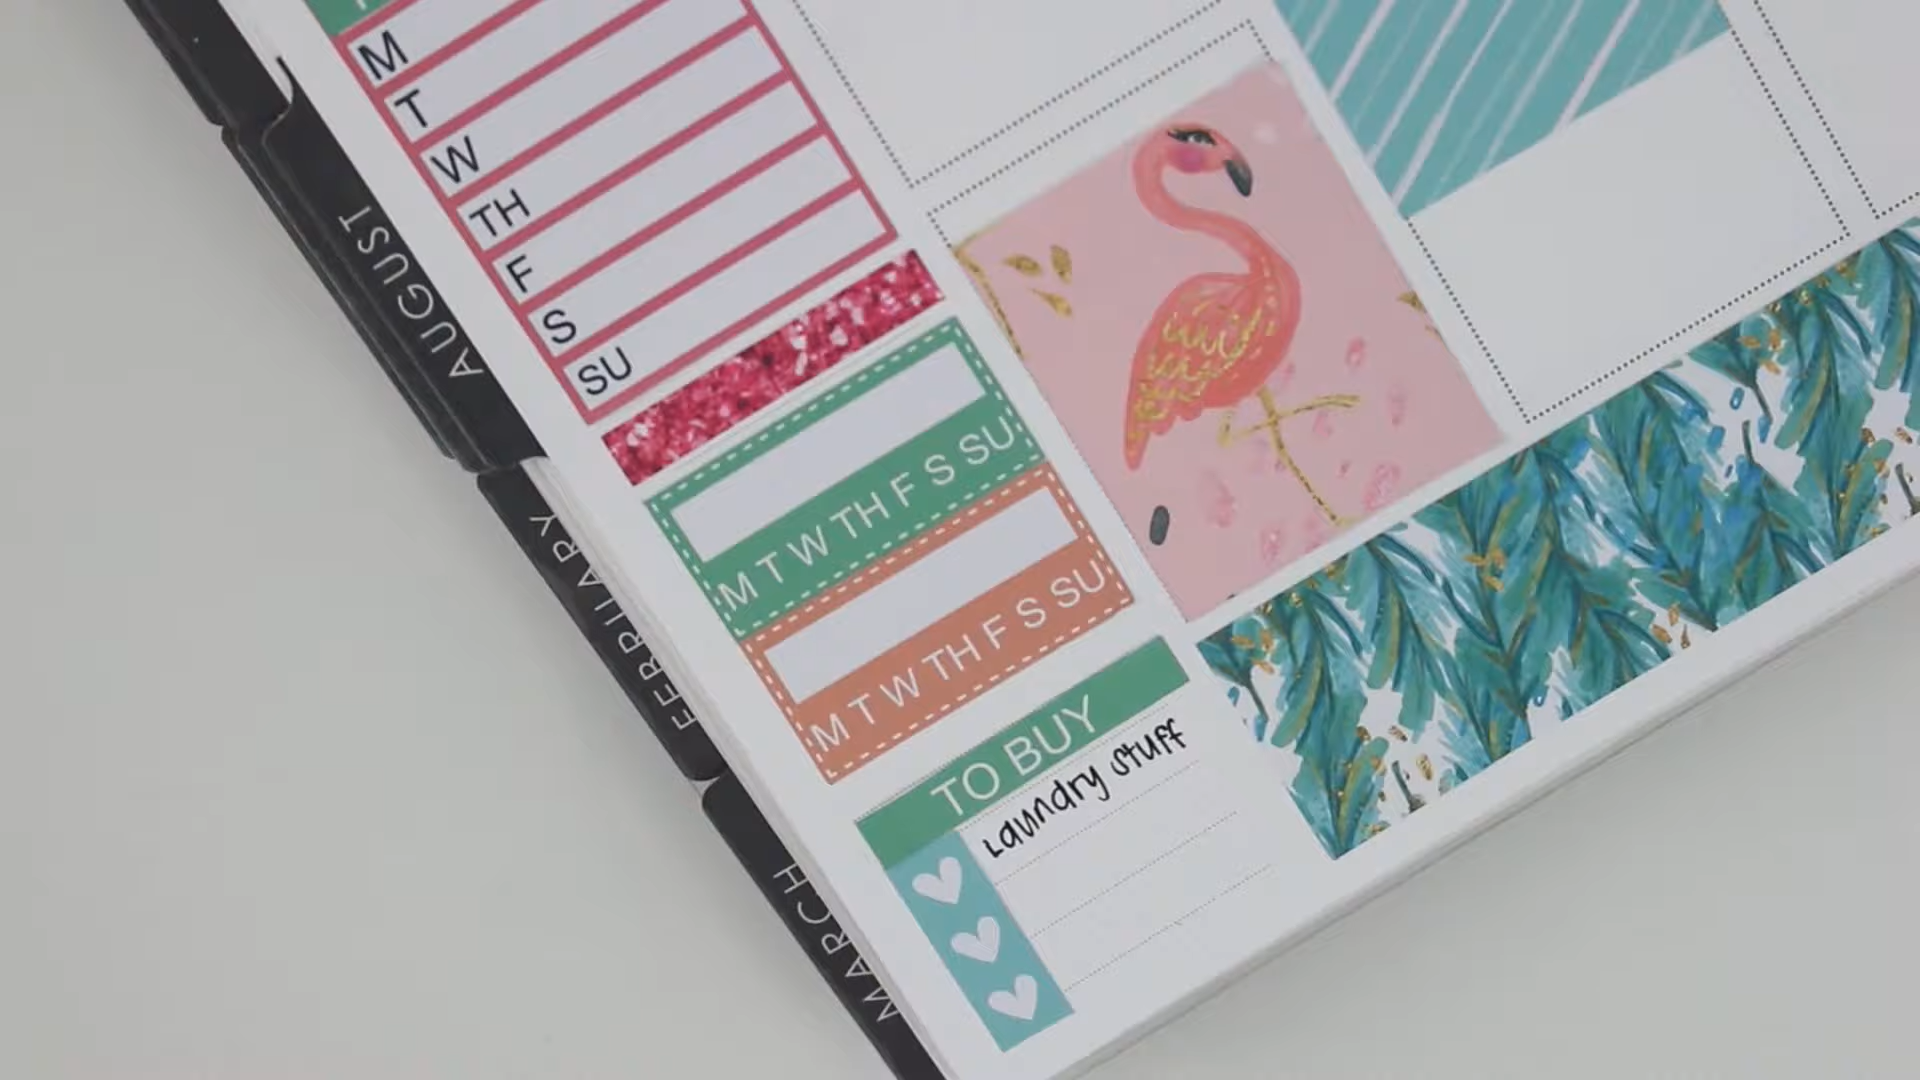 M
T
W
TH
F
S
SU
M T W TH F S SU
M T W TH F S SU
TO BUY
Laundry stuff
AUGUST
FEBRUARY
MARCH